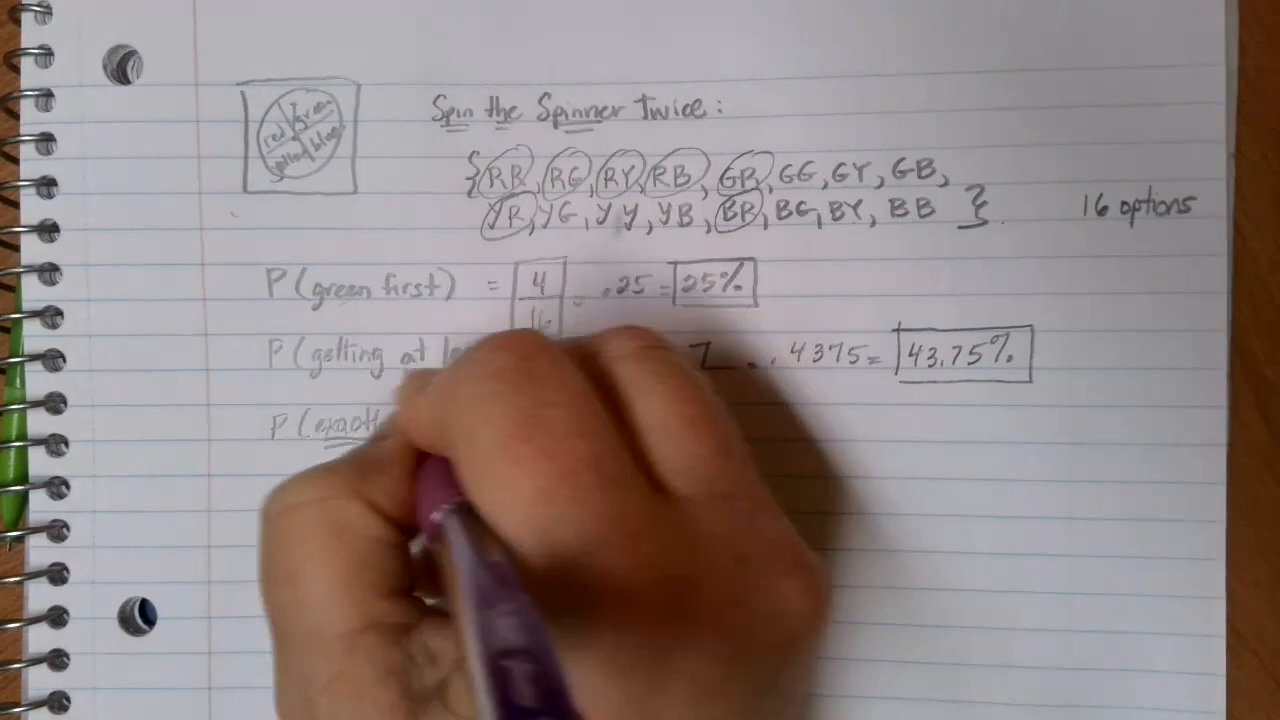 red green
yellow blue
Spin the Spinner Twice:
{RR, RG, RY, RB, GR, GG, GY, GB,
YR, YG, YY, YB, BR, BG, BY, BB }
16 options
P(green first) = 4/16 = .25 = 25%
P(getting at 7 = .4375 = 43.75%
P(exactl